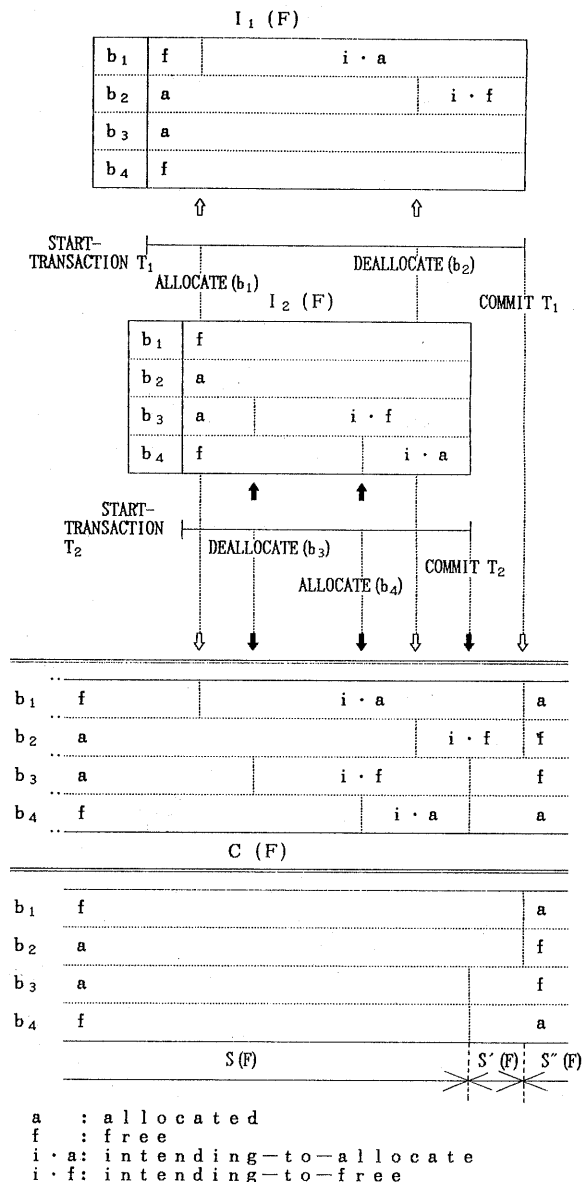 I₁ (F)
b₁ f i · a
b₂ a i · f
b₃ a
b₄ f
START-
TRANSACTION T₁
ALLOCATE (b₁)
DEALLOCATE (b₂)
COMMIT T₁
I₂ (F)
b₁ f
b₂ a
b₃ a i · f
b₄ f i · a
START-
TRANSACTION
T₂
DEALLOCATE (b₃)
ALLOCATE (b₄)
COMMIT T₂
b₁ f i · a a
b₂ a i · f f
b₃ a i · f f
b₄ f i · a a
C (F)
b₁ f a
b₂ a f
b₃ a f
b₄ f a
S (F) S′ (F) S″ (F)
a : allocated
f : free
i · a: intending-to-allocate
i · f: intending-to-free